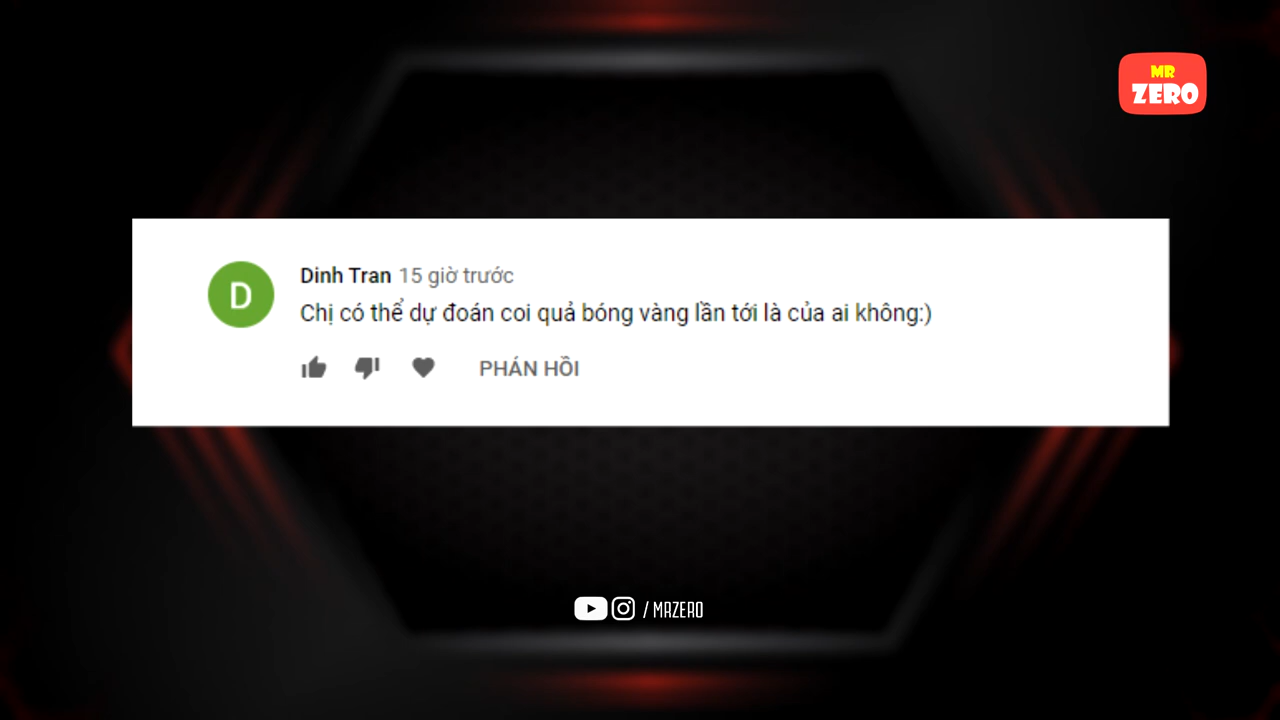 MR
ZERO
D
Dinh Tran 15 giờ trước
Chị có thể dự đoán coi quả bóng vàng lần tới là của ai không:)
PHẢN HỒI
/ MRZERO